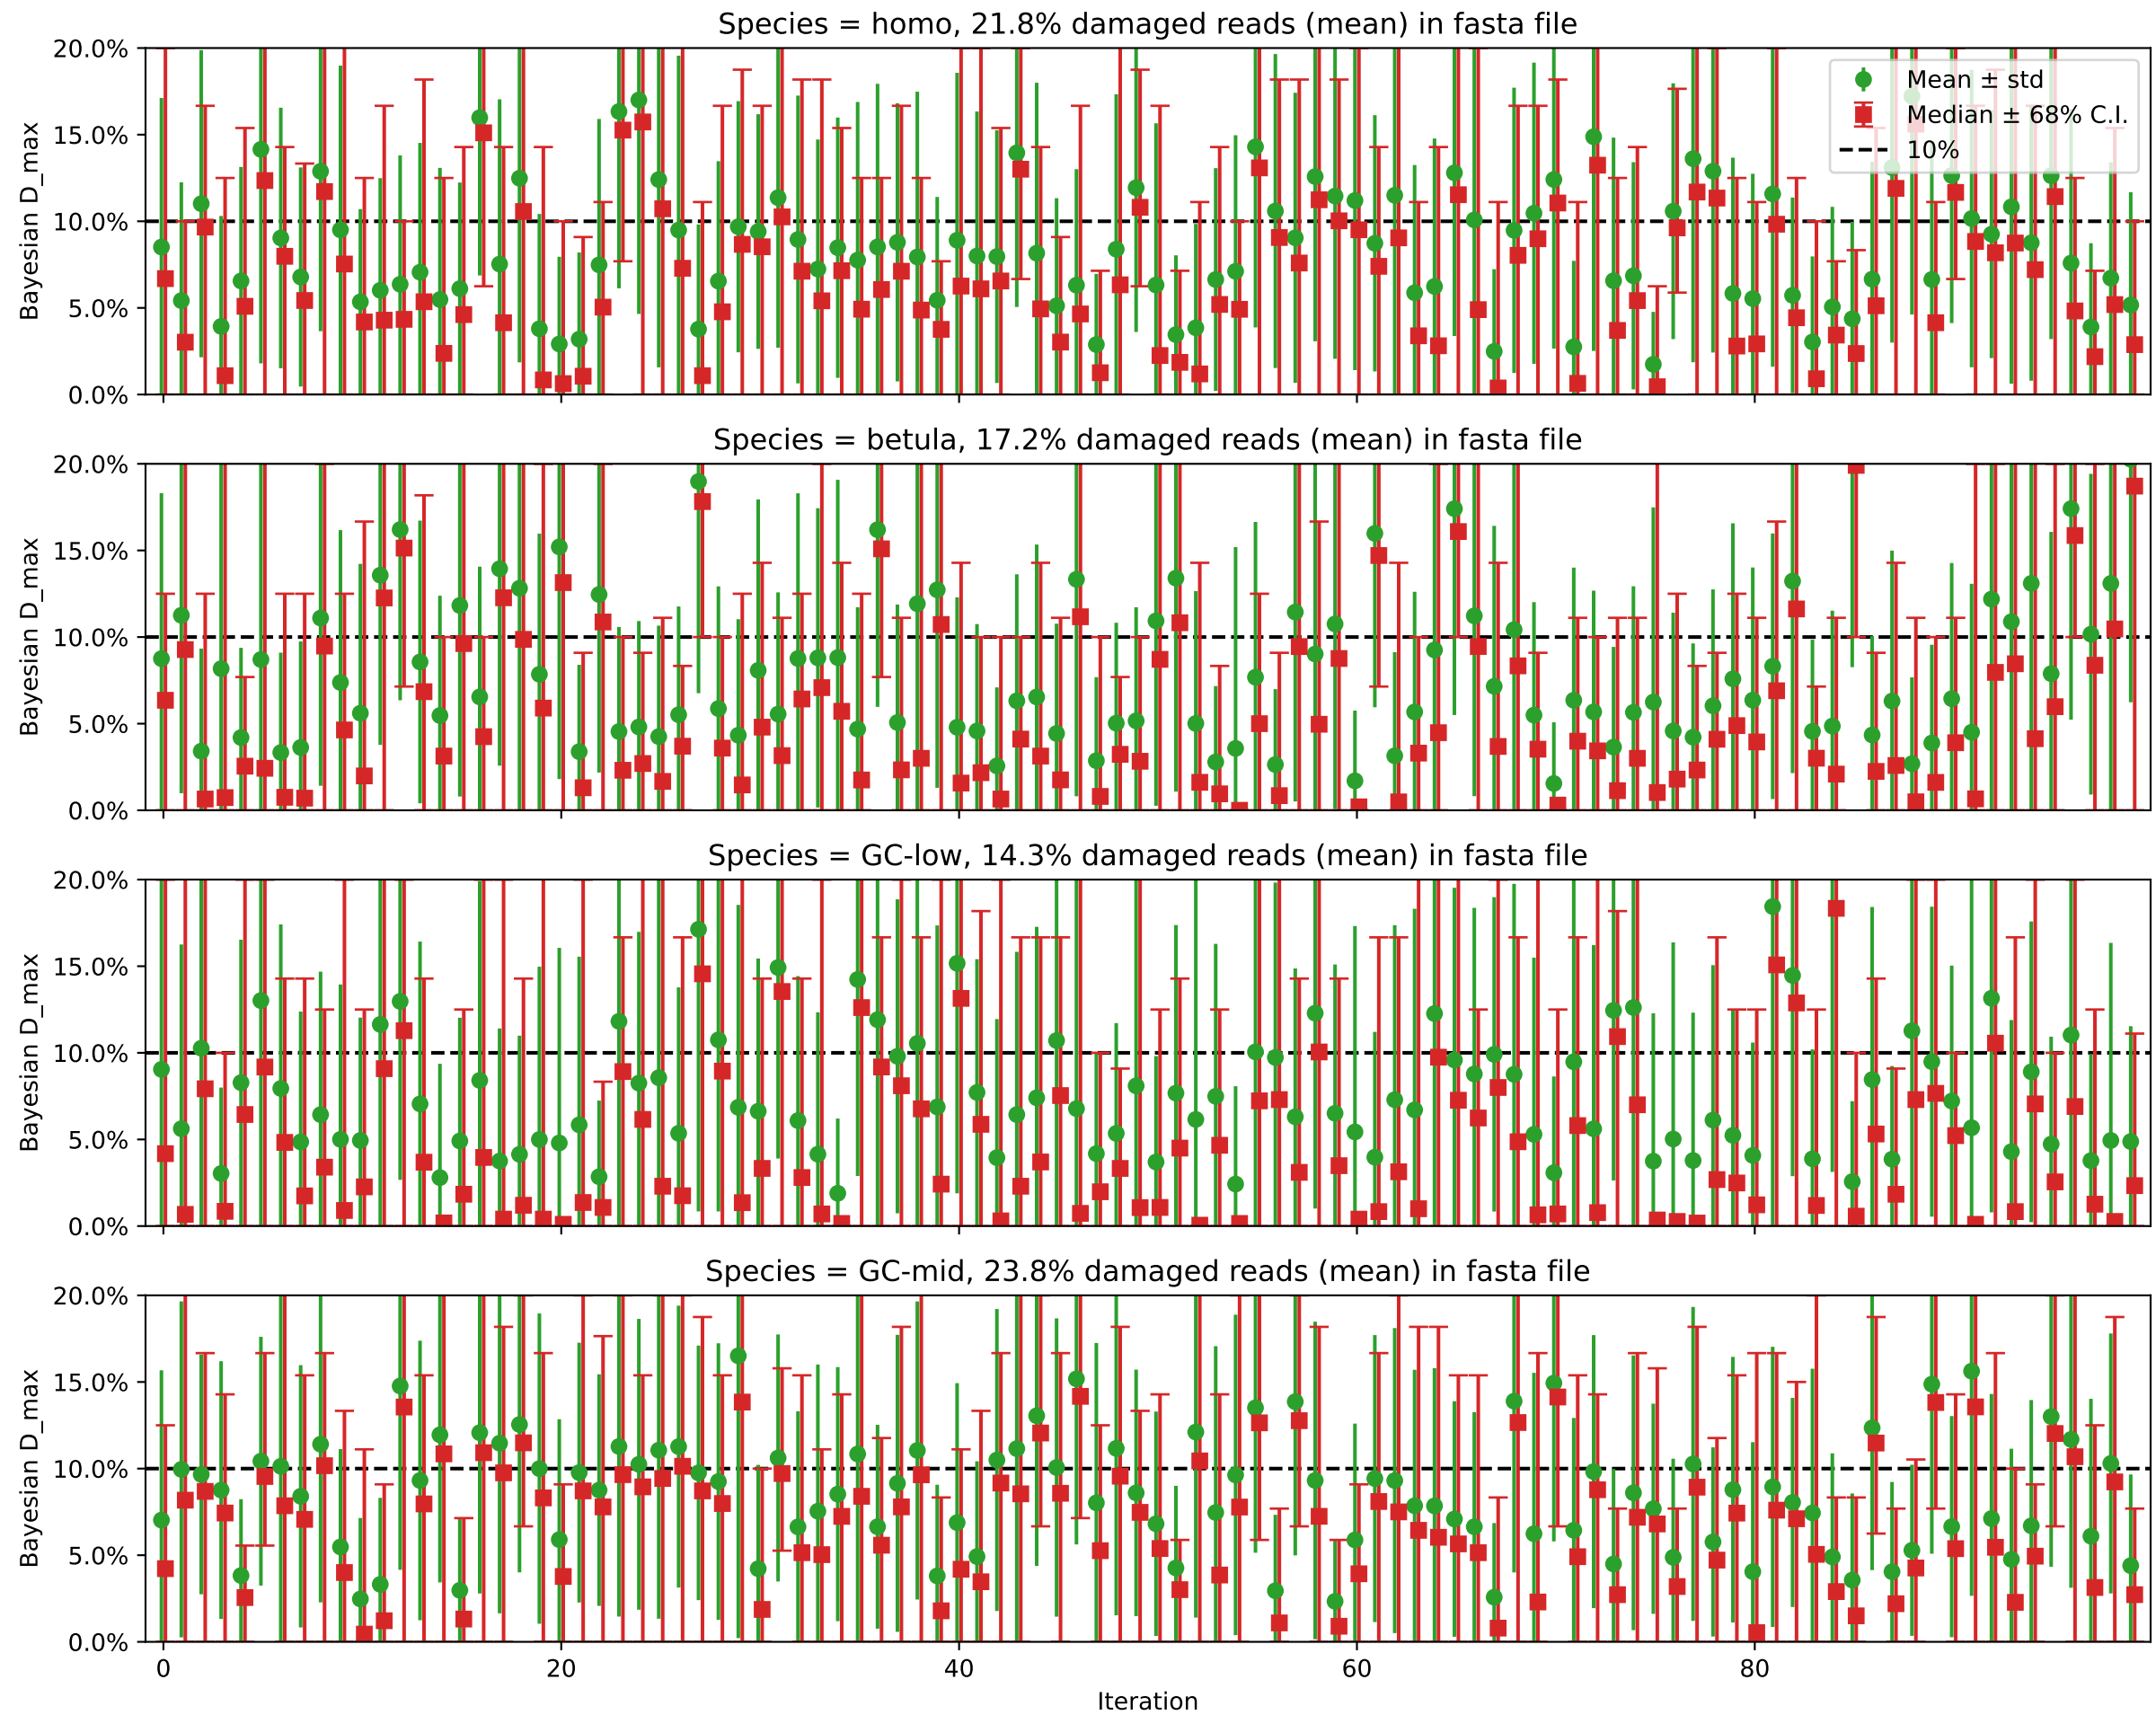 Species = homo, 21.8% damaged reads (mean) in fasta file
20.0%
15.0%
10.0%
5.0%
0.0%
Bayesian D_max
Mean ± std
Median ± 68% C.I.
10%
Species = betula, 17.2% damaged reads (mean) in fasta file
20.0%
15.0%
10.0%
5.0%
0.0%
Bayesian D_max
Species = GC-low, 14.3% damaged reads (mean) in fasta file
20.0%
15.0%
10.0%
5.0%
0.0%
Bayesian D_max
Species = GC-mid, 23.8% damaged reads (mean) in fasta file
20.0%
15.0%
10.0%
5.0%
0.0%
Bayesian D_max
0 20 40 60 80
Iteration